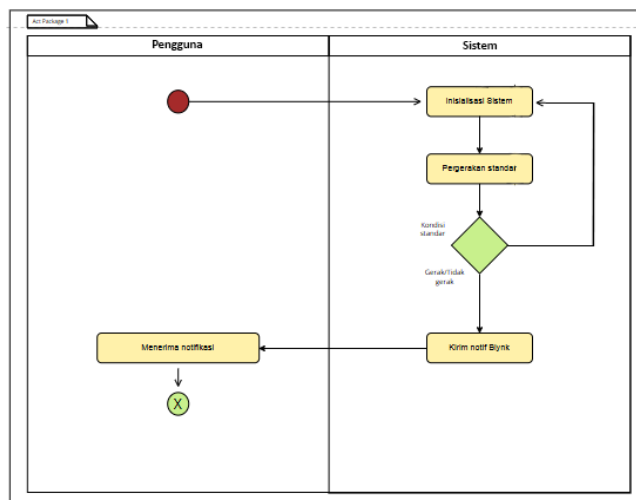 Act Package 1
Pengguna
Sistem
Inisialisasi Sistem
Pergerakan standar
Kondisi
standar
Gerak/Tidak
gerak
Menerima notifikasi
Kirim notif Blynk
X